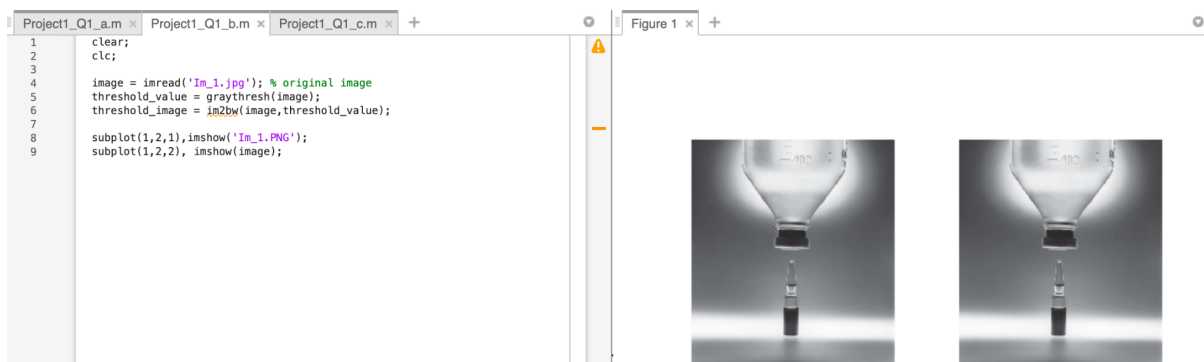 Project1_Q1_a.m × Project1_Q1_b.m × Project1_Q1_c.m × +
1 clear;
2 clc;
3
4 image = imread('Im_1.jpg'); % original image
5 threshold_value = graythresh(image);
6 threshold_image = im2bw(image,threshold_value);
7
8 subplot(1,2,1),imshow('Im_1.PNG');
9 subplot(1,2,2), imshow(image);
Figure 1 × +